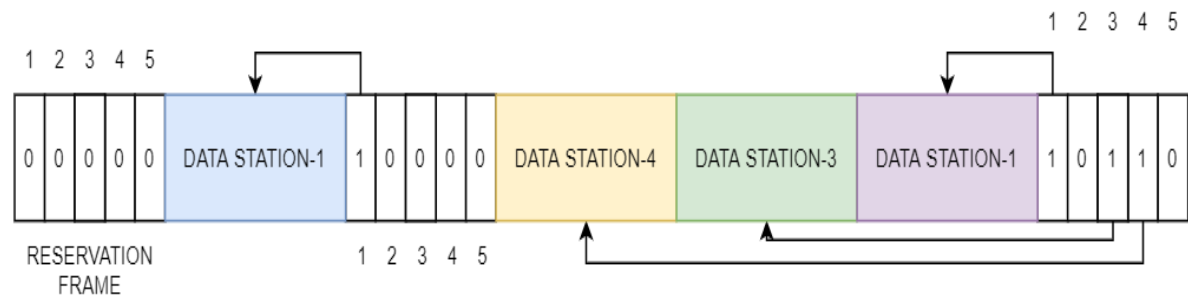 1 2 3 4 5
1 2 3 4 5
0 0 0 0 0 DATA STATION-1 1 0 0 0 0 DATA STATION-4 DATA STATION-3 DATA STATION-1 1 0 1 1 0
RESERVATION
FRAME
1 2 3 4 5